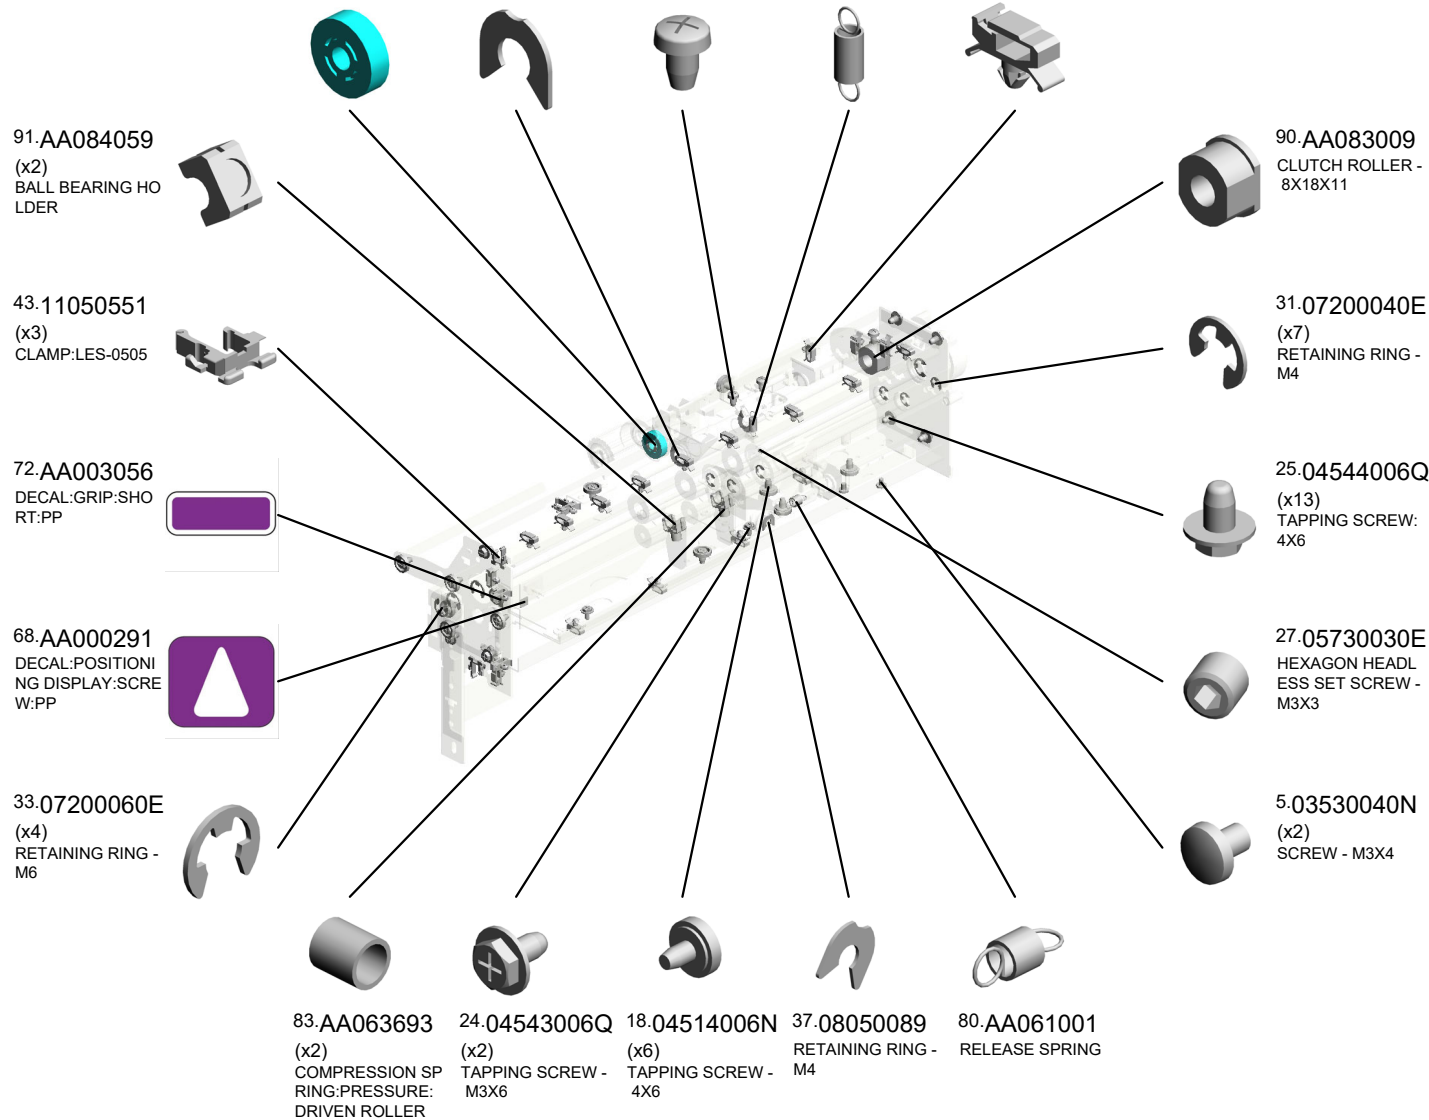 91.AA084059
(x2)
BALL BEARING HO
LDER
90.AA083009
CLUTCH ROLLER -
8X18X11
43.11050551
(x3)
CLAMP:LES-0505
31.07200040E
(x7)
RETAINING RING -
M4
72.AA003056
DECAL:GRIP:SHO
RT:PP
25.04544006Q
(x13)
TAPPING SCREW:
4X6
68.AA000291
DECAL:POSITIONI
NG DISPLAY:SCRE
W:PP
27.05730030E
HEXAGON HEADL
ESS SET SCREW -
M3X3
33.07200060E
(x4)
RETAINING RING -
M6
5.03530040N
(x2)
SCREW - M3X4
83.AA063693
(x2)
COMPRESSION SP
RING:PRESSURE:
DRIVEN ROLLER
24.04543006Q
(x2)
TAPPING SCREW -
M3X6
18.04514006N
(x6)
TAPPING SCREW -
4X6
37.08050089
RETAINING RING -
M4
80.AA061001
RELEASE SPRING